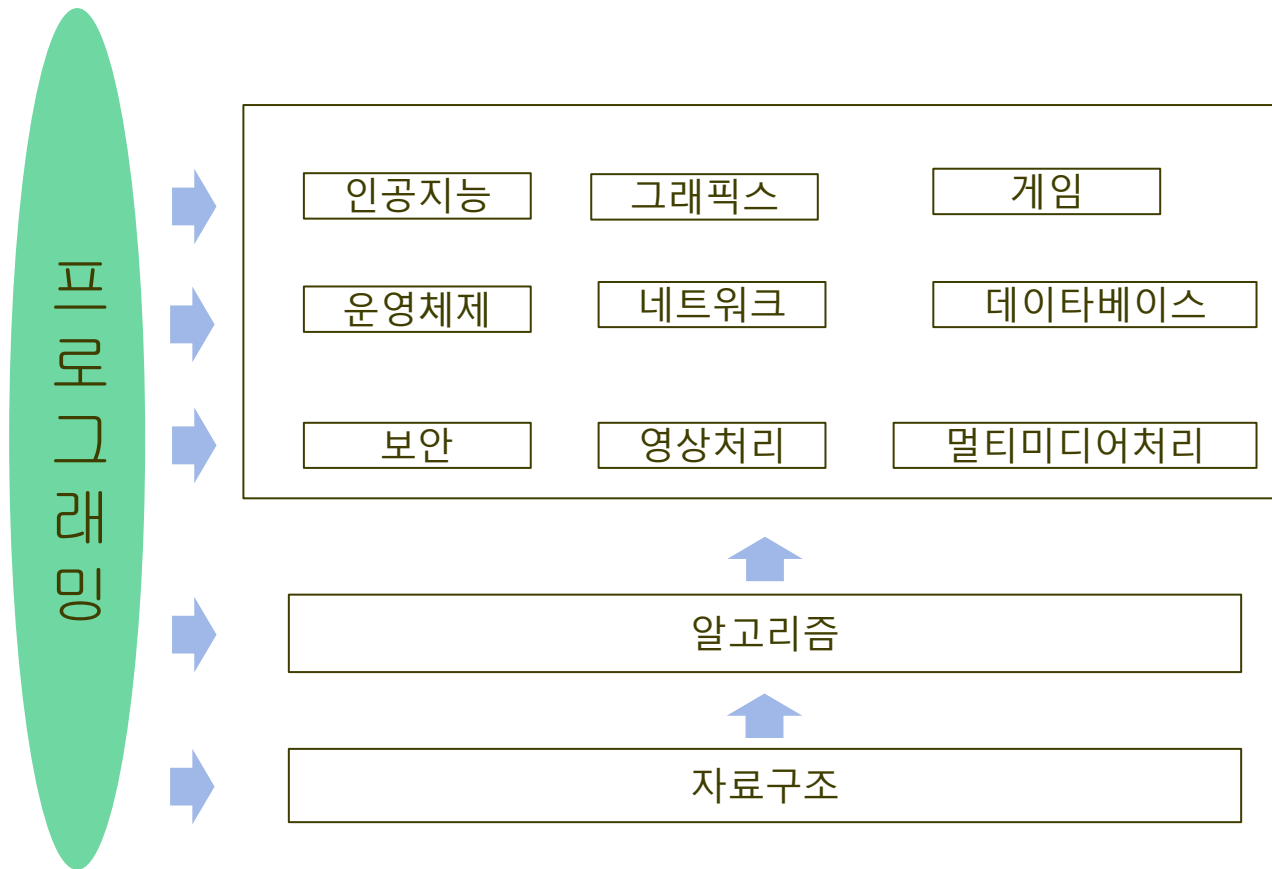 프로그래밍
인공지능
그래픽스
게임
운영체제
네트워크
데이타베이스
보안
영상처리
멀티미디어처리
알고리즘
자료구조